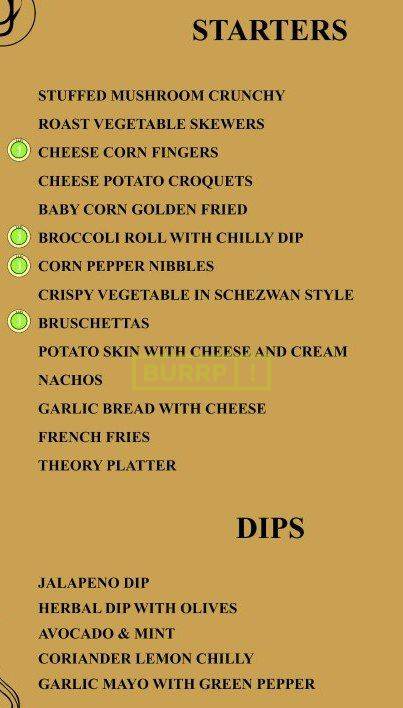 STARTERS
STUFFED MUSHROOM CRUNCHY
ROAST VEGETABLE SKEWERS
CHEESE CORN FINGERS
CHEESE POTATO CROQUETS
BABY CORN GOLDEN FRIED
BROCCOLI ROLL WITH CHILLY DIP
CORN PEPPER NIBBLES
CRISPY VEGETABLE IN SCHEZWAN STYLE
BRUSCHETTAS
POTATO SKIN WITH CHEESE AND CREAM
BURRP!
NACHOS
GARLIC BREAD WITH CHEESE
FRENCH FRIES
THEORY PLATTER
DIPS
JALAPENO DIP
HERBAL DIP WITH OLIVES
AVOCADO & MINT
CORIANDER LEMON CHILLY
GARLIC MAYO WITH GREEN PEPPER